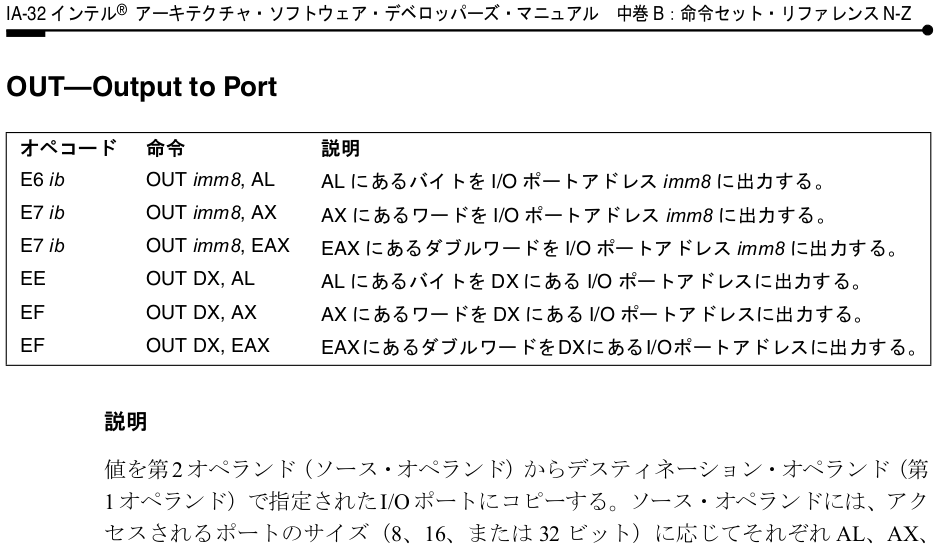 IA-32 インテル® アーキテクチャ・ソフトウェア・デベロッパーズ・マニュアル　中巻 B：命令セット・リファレンス N-Z
OUT—Output to Port
オペコード 命令 説明
E6 ib OUT imm8, AL AL にあるバイトを I/O ポートアドレス imm8 に出力する。
E7 ib OUT imm8, AX AX にあるワードを I/O ポートアドレス imm8 に出力する。
E7 ib OUT imm8, EAX EAX にあるダブルワードを I/O ポートアドレス imm8 に出力する。
EE OUT DX, AL AL にあるバイトを DX にある I/O ポートアドレスに出力する。
EF OUT DX, AX AX にあるワードを DX にある I/O ポートアドレスに出力する。
EF OUT DX, EAX EAXにあるダブルワードをDXにあるI/Oポートアドレスに出力する。
説明
値を第2オペランド（ソース・オペランド）からデスティネーション・オペランド（第
1オペランド）で指定されたI/Oポートにコピーする。ソース・オペランドには、アク
セスされるポートのサイズ（8、16、または 32 ビット）に応じてそれぞれ AL、AX、